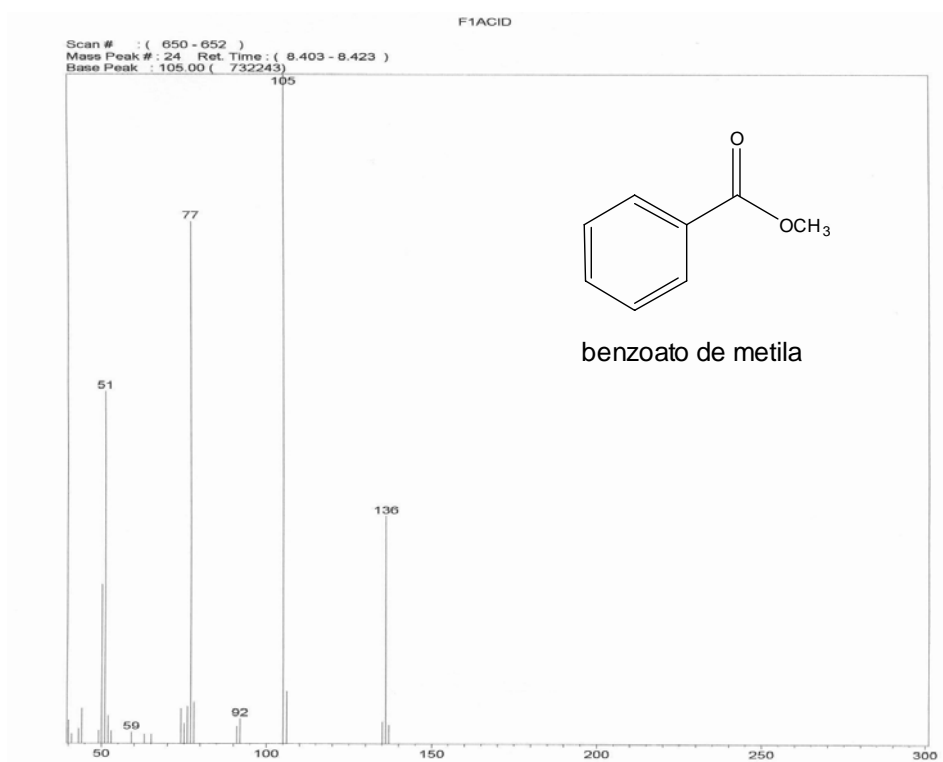 F1ACID
Scan # : ( 650 - 652 )
Mass Peak # : 24 Ret. Time : ( 8.403 - 8.423 )
Base Peak : 105.00 ( 732243)
105
77
51
136
92
59
O
OCH3
benzoato de metila
50 100 150 200 250 300